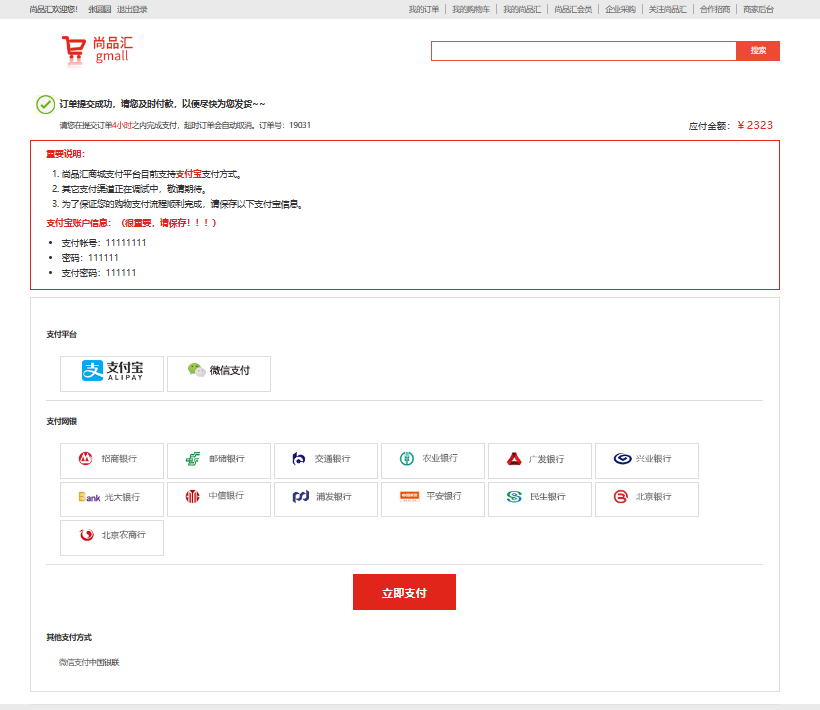 尚品汇欢迎您! 张圆圆 退出登录
我的订单 | 我的购物车 | 我的尚品汇 | 尚品汇会员 | 企业采购 | 关注尚品汇 | 合作招商 | 商家后台
尚品汇
gmall
搜索
订单提交成功，请您及时付款，以便尽快为您发货~~
请您在提交订单4小时之内完成支付，超时订单会自动取消。订单号：19031
应付金额：￥2323
重要说明：
1. 尚品汇商城支付平台目前支持支付宝支付方式。
2. 其它支付渠道正在调试中，敬请期待。
3. 为了保证您的购物支付流程顺利完成，请保存以下支付宝信息。
支付宝账户信息：（很重要，请保存！！！）
• 支付帐号：11111111
• 密码：111111
• 支付密码：111111
支付平台
支 支付宝 ALIPAY
微信支付
支付网银
招商银行 邮储银行 交通银行 农业银行 广发银行 兴业银行
Bank 光大银行 中信银行 浦发银行 平安银行 民生银行 北京银行
北京农商行
立即支付
其他支付方式
微信支付中国银联